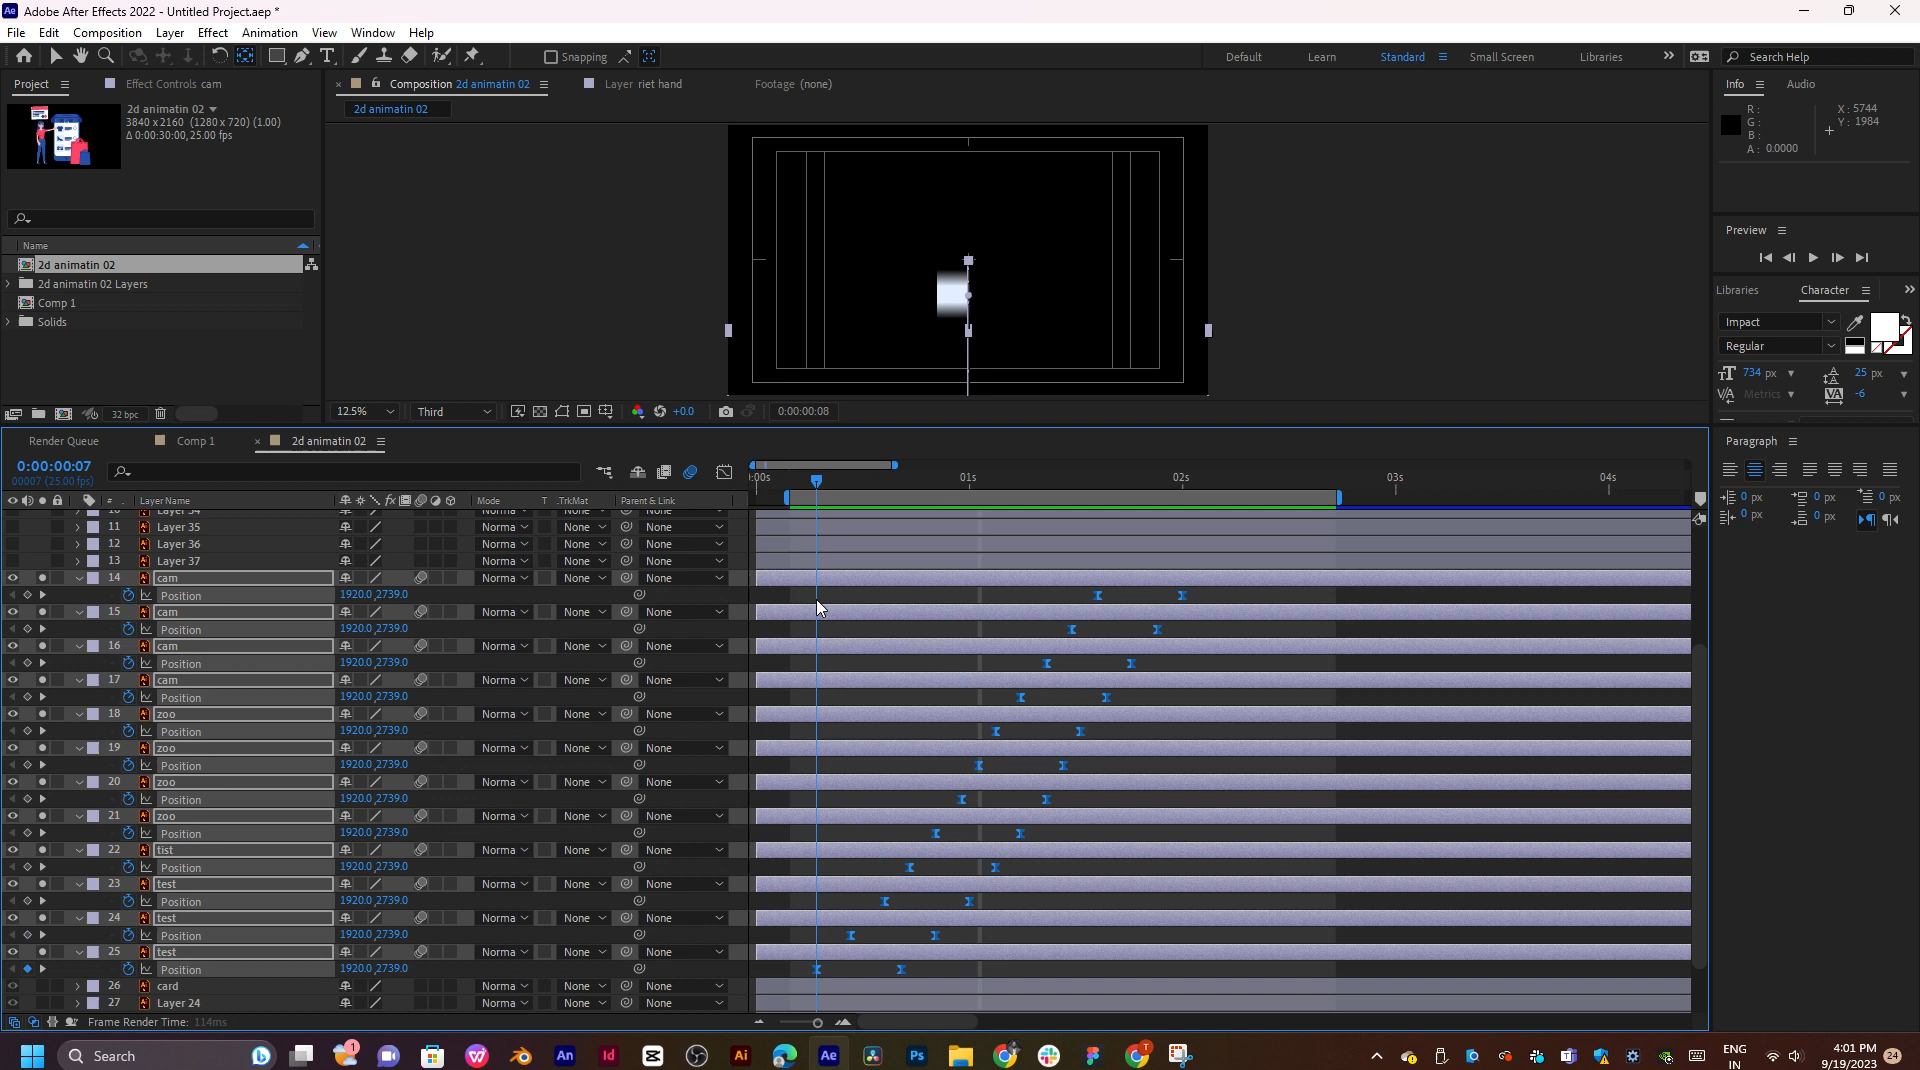 Adobe After Effects 2022 - Untitled Project.aep *
File Edit Composition Layer Effect Animation View Window Help
Snapping
Default Learn Standard Small Screen Libraries
Search Help
Project
Effect Controls cam
Composition 2d animatin 02
Layer riet hand
Footage (none)
Info
Audio
2d animatin 02
3840 x 2160 (1280 x 720) (1.00)
Δ 0:00:30:00, 25.00 fps
2d animatin 02
R:
G:
B:
A: 0.0000
X: 5744
Y: 1984
Preview
Name
2d animatin 02
2d animatin 02 Layers
Comp 1
Solids
Libraries
Character
Impact
Regular
734 px
25 px
Metrics
-6
32 bpc
12.5%
Third
+0.0
0:00:00:08
Render Queue
Comp 1
2d animatin 02
Paragraph
0:00:00:07
00007 (25.00 fps)
:00s 01s 02s 03s 04s
# Layer Name Mode T .TrkMat Parent & Link
0 px 0 px 0 px
0 px 0 px
11 Layer 35 Norma None None
12 Layer 36 Norma None None
13 Layer 37 Norma None None
14 cam Norma None None
Position 1920.0,2739.0
15 cam Norma None None
Position 1920.0,2739.0
16 cam Norma None None
Position 1920.0,2739.0
17 cam Norma None None
Position 1920.0,2739.0
18 zoo Norma None None
Position 1920.0,2739.0
19 zoo Norma None None
Position 1920.0,2739.0
20 zoo Norma None None
Position 1920.0,2739.0
21 zoo Norma None None
Position 1920.0,2739.0
22 tist Norma None None
Position 1920.0,2739.0
23 test Norma None None
Position 1920.0,2739.0
24 test Norma None None
Position 1920.0,2739.0
25 test Norma None None
Position 1920.0,2739.0
26 card Norma None None
27 Layer 24 Norma None None
Frame Render Time: 114ms
Search
ENG
IN
4:01 PM
9/19/2023
24